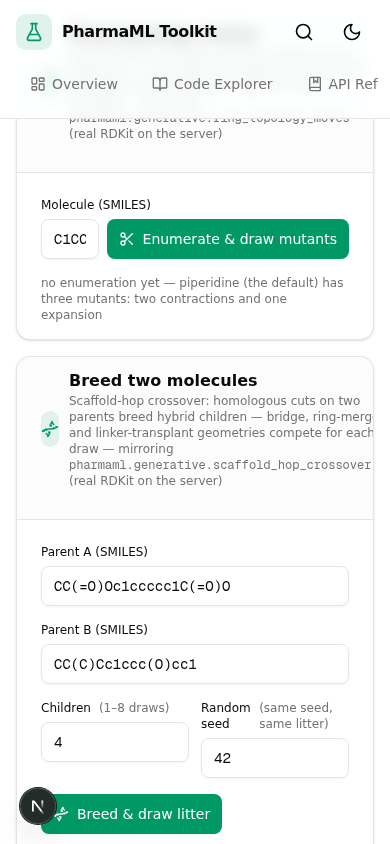 PharmaML Toolkit
Overview
Code Explorer
API Ref
pharmaml.generative.ring_topology_moves
(real RDKit on the server)
Molecule (SMILES)
C1CC
Enumerate & draw mutants
no enumeration yet — piperidine (the default) has
three mutants: two contractions and one
expansion
Breed two molecules
Scaffold-hop crossover: homologous cuts on two
parents breed hybrid children — bridge, ring-merg
and linker-transplant geometries compete for each
draw — mirroring
pharmaml.generative.scaffold_hop_crossover
(real RDKit on the server)
Parent A (SMILES)
CC(=O)Oc1ccccc1C(=O)O
Parent B (SMILES)
CC(C)Cc1ccc(O)cc1
Children (1–8 draws)
4
Random seed (same seed, same litter)
42
N
Breed & draw litter